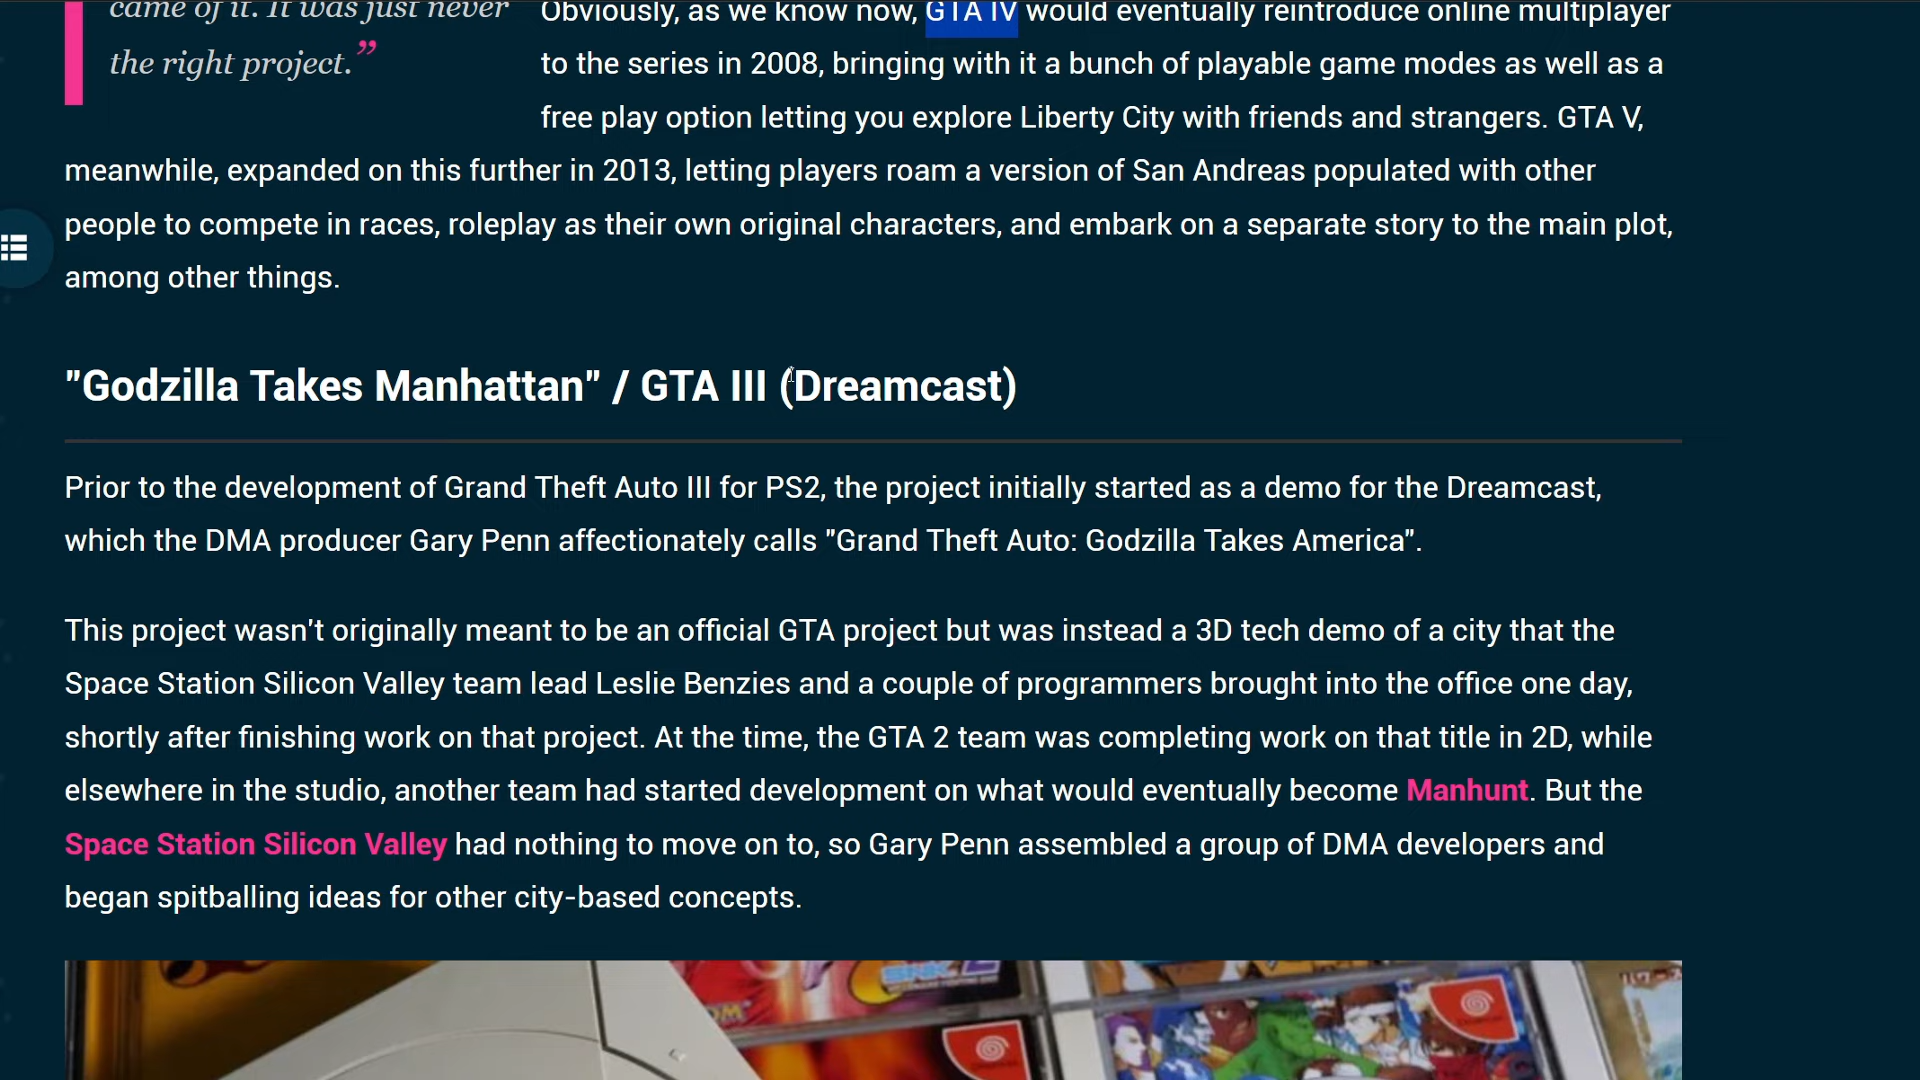 came of it. It was just never
the right project.”
Obviously, as we know now, GTA IV would eventually reintroduce online multiplayer
to the series in 2008, bringing with it a bunch of playable game modes as well as a
free play option letting you explore Liberty City with friends and strangers. GTA V,
meanwhile, expanded on this further in 2013, letting players roam a version of San Andreas populated with other
people to compete in races, roleplay as their own original characters, and embark on a separate story to the main plot,
among other things.
"Godzilla Takes Manhattan" / GTA III (Dreamcast)
Prior to the development of Grand Theft Auto III for PS2, the project initially started as a demo for the Dreamcast,
which the DMA producer Gary Penn affectionately calls "Grand Theft Auto: Godzilla Takes America".
This project wasn't originally meant to be an official GTA project but was instead a 3D tech demo of a city that the
Space Station Silicon Valley team lead Leslie Benzies and a couple of programmers brought into the office one day,
shortly after finishing work on that project. At the time, the GTA 2 team was completing work on that title in 2D, while
elsewhere in the studio, another team had started development on what would eventually become Manhunt. But the
Space Station Silicon Valley had nothing to move on to, so Gary Penn assembled a group of DMA developers and
began spitballing ideas for other city-based concepts.